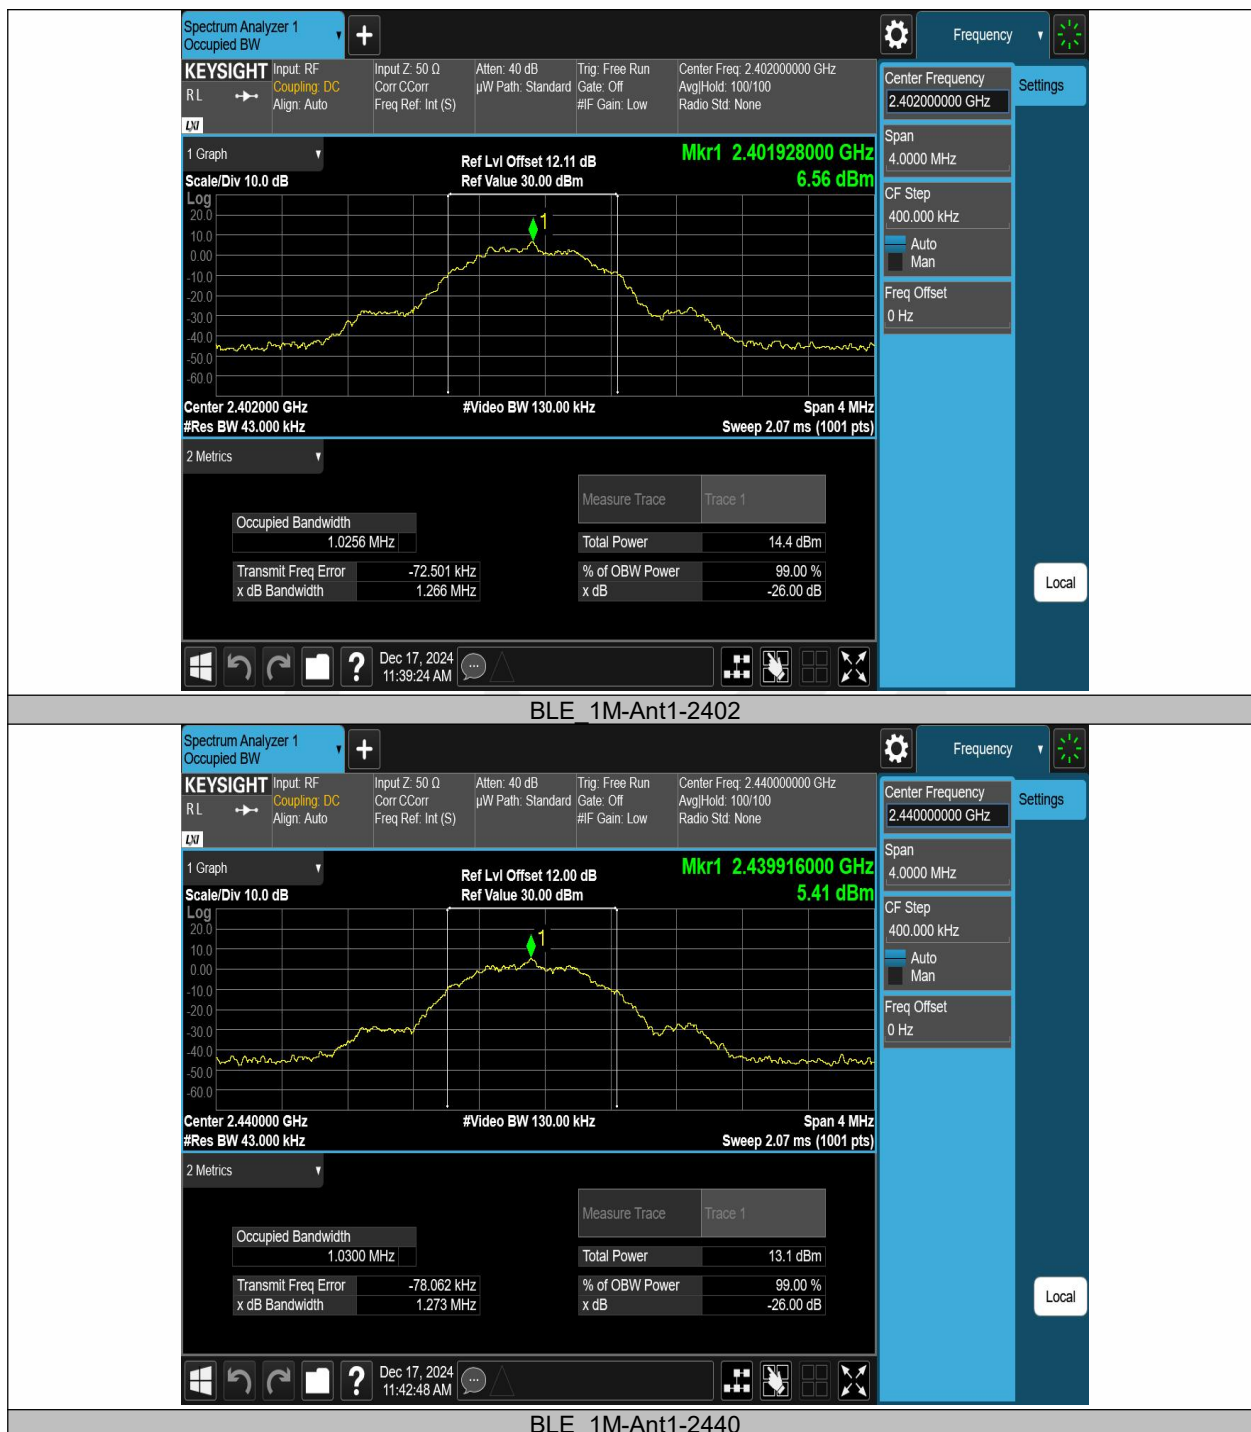 Spectrum Analyzer 1
Occupied BW
Frequency
KEYSIGHT
R L
LXI
Input: RF
Coupling: DC
Align: Auto
Input Z: 50 Ω
Corr CCorr
Freq Ref: Int (S)
Atten: 40 dB
µW Path: Standard
Trig: Free Run
Gate: Off
#IF Gain: Low
Center Freq: 2.402000000 GHz
Avg|Hold: 100/100
Radio Std: None
Center Frequency
2.402000000 GHz
Settings
Span
4.0000 MHz
CF Step
400.000 kHz
Auto
Man
Freq Offset
0 Hz
Local
1 Graph
Scale/Div 10.0 dB
Ref Lvl Offset 12.11 dB
Ref Value 30.00 dBm
Mkr1 2.401928000 GHz
6.56 dBm
Log
20.0
10.0
0.00
-10.0
-20.0
-30.0
-40.0
-50.0
-60.0
1
Center 2.402000 GHz
#Video BW 130.00 kHz
Span 4 MHz
#Res BW 43.000 kHz
Sweep 2.07 ms (1001 pts)
2 Metrics
Measure Trace Trace 1
Occupied Bandwidth
1.0256 MHz
Total Power 14.4 dBm
Transmit Freq Error -72.501 kHz
% of OBW Power 99.00 %
x dB Bandwidth 1.266 MHz
x dB -26.00 dB
?
Dec 17, 2024
11:39:24 AM
BLE_1M-Ant1-2402
Spectrum Analyzer 1
Occupied BW
Frequency
KEYSIGHT
R L
LXI
Input: RF
Coupling: DC
Align: Auto
Input Z: 50 Ω
Corr CCorr
Freq Ref: Int (S)
Atten: 40 dB
µW Path: Standard
Trig: Free Run
Gate: Off
#IF Gain: Low
Center Freq: 2.440000000 GHz
Avg|Hold: 100/100
Radio Std: None
Center Frequency
2.440000000 GHz
Settings
Span
4.0000 MHz
CF Step
400.000 kHz
Auto
Man
Freq Offset
0 Hz
Local
1 Graph
Scale/Div 10.0 dB
Ref Lvl Offset 12.00 dB
Ref Value 30.00 dBm
Mkr1 2.439916000 GHz
5.41 dBm
Log
20.0
10.0
0.00
-10.0
-20.0
-30.0
-40.0
-50.0
-60.0
1
Center 2.440000 GHz
#Video BW 130.00 kHz
Span 4 MHz
#Res BW 43.000 kHz
Sweep 2.07 ms (1001 pts)
2 Metrics
Measure Trace Trace 1
Occupied Bandwidth
1.0300 MHz
Total Power 13.1 dBm
Transmit Freq Error -78.062 kHz
% of OBW Power 99.00 %
x dB Bandwidth 1.273 MHz
x dB -26.00 dB
?
Dec 17, 2024
11:42:48 AM
BLE_1M-Ant1-2440